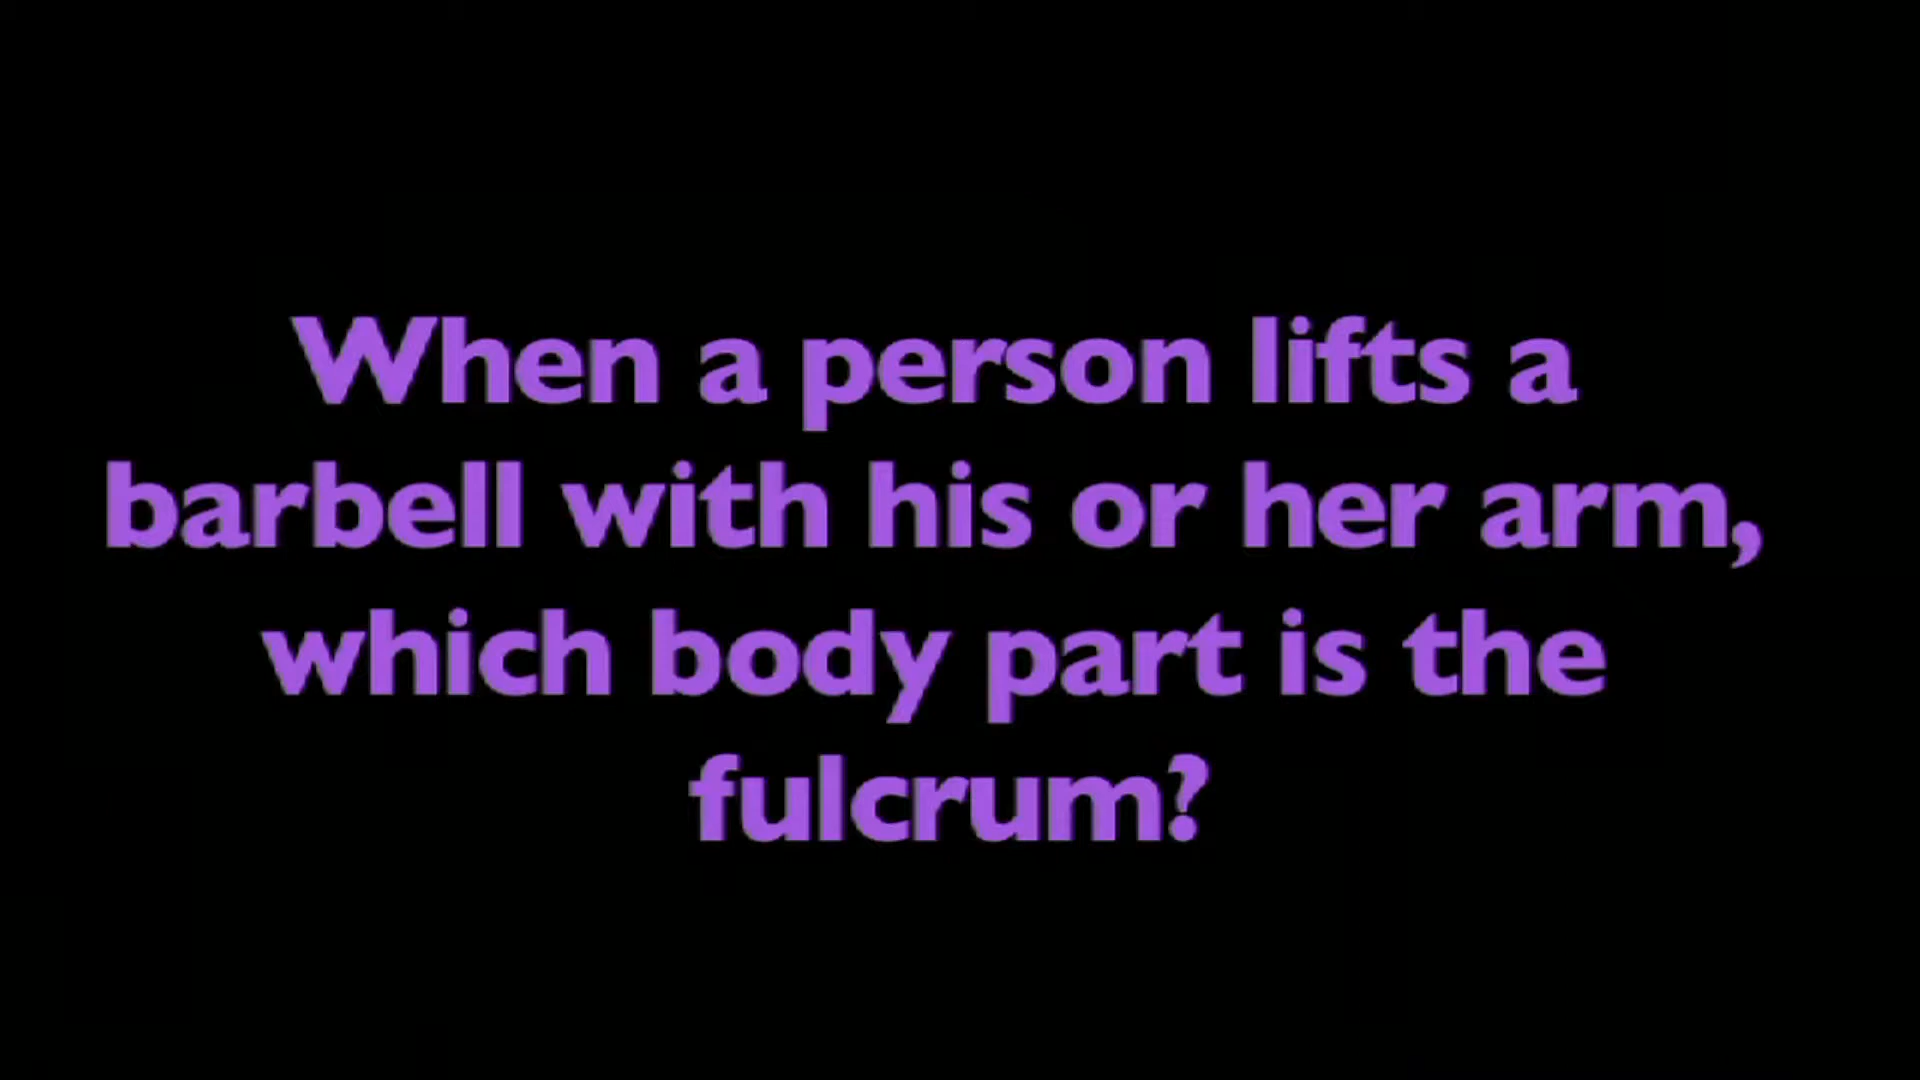 When a person lifts a
barbell with his or her arm,
which body part is the
fulcrum?